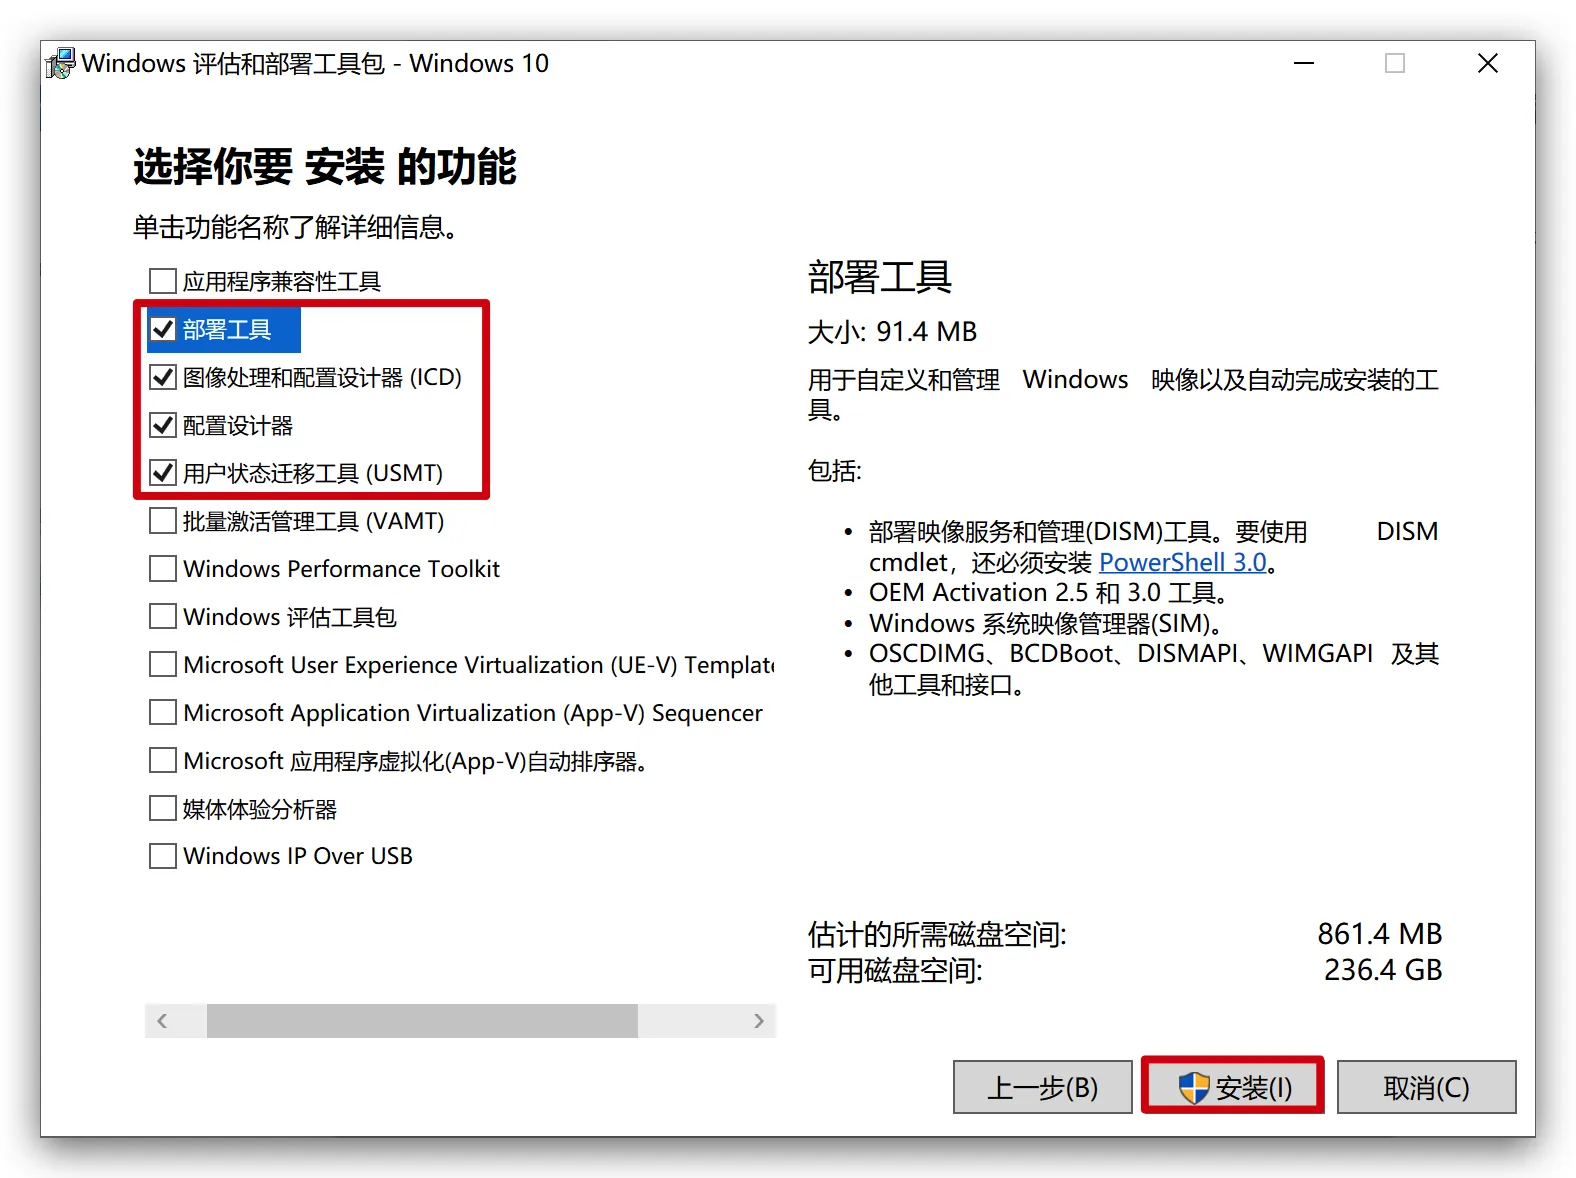 Windows 评估和部署工具包 - Windows 10
选择你要 安装 的功能
单击功能名称了解详细信息。
应用程序兼容性工具
部署工具
图像处理和配置设计器 (ICD)
配置设计器
用户状态迁移工具 (USMT)
批量激活管理工具 (VAMT)
Windows Performance Toolkit
Windows 评估工具包
Microsoft User Experience Virtualization (UE-V) Template
Microsoft Application Virtualization (App-V) Sequencer
Microsoft 应用程序虚拟化(App-V)自动排序器。
媒体体验分析器
Windows IP Over USB
部署工具
大小: 91.4 MB
用于自定义和管理 Windows 映像以及自动完成安装的工
具。
包括:
• 部署映像服务和管理(DISM)工具。要使用 DISM
cmdlet，还必须安装 PowerShell 3.0。
• OEM Activation 2.5 和 3.0 工具。
• Windows 系统映像管理器(SIM)。
• OSCDIMG、BCDBoot、DISMAPI、WIMGAPI 及其
他工具和接口。
估计的所需磁盘空间: 861.4 MB
可用磁盘空间: 236.4 GB
上一步(B) 安装(I) 取消(C)